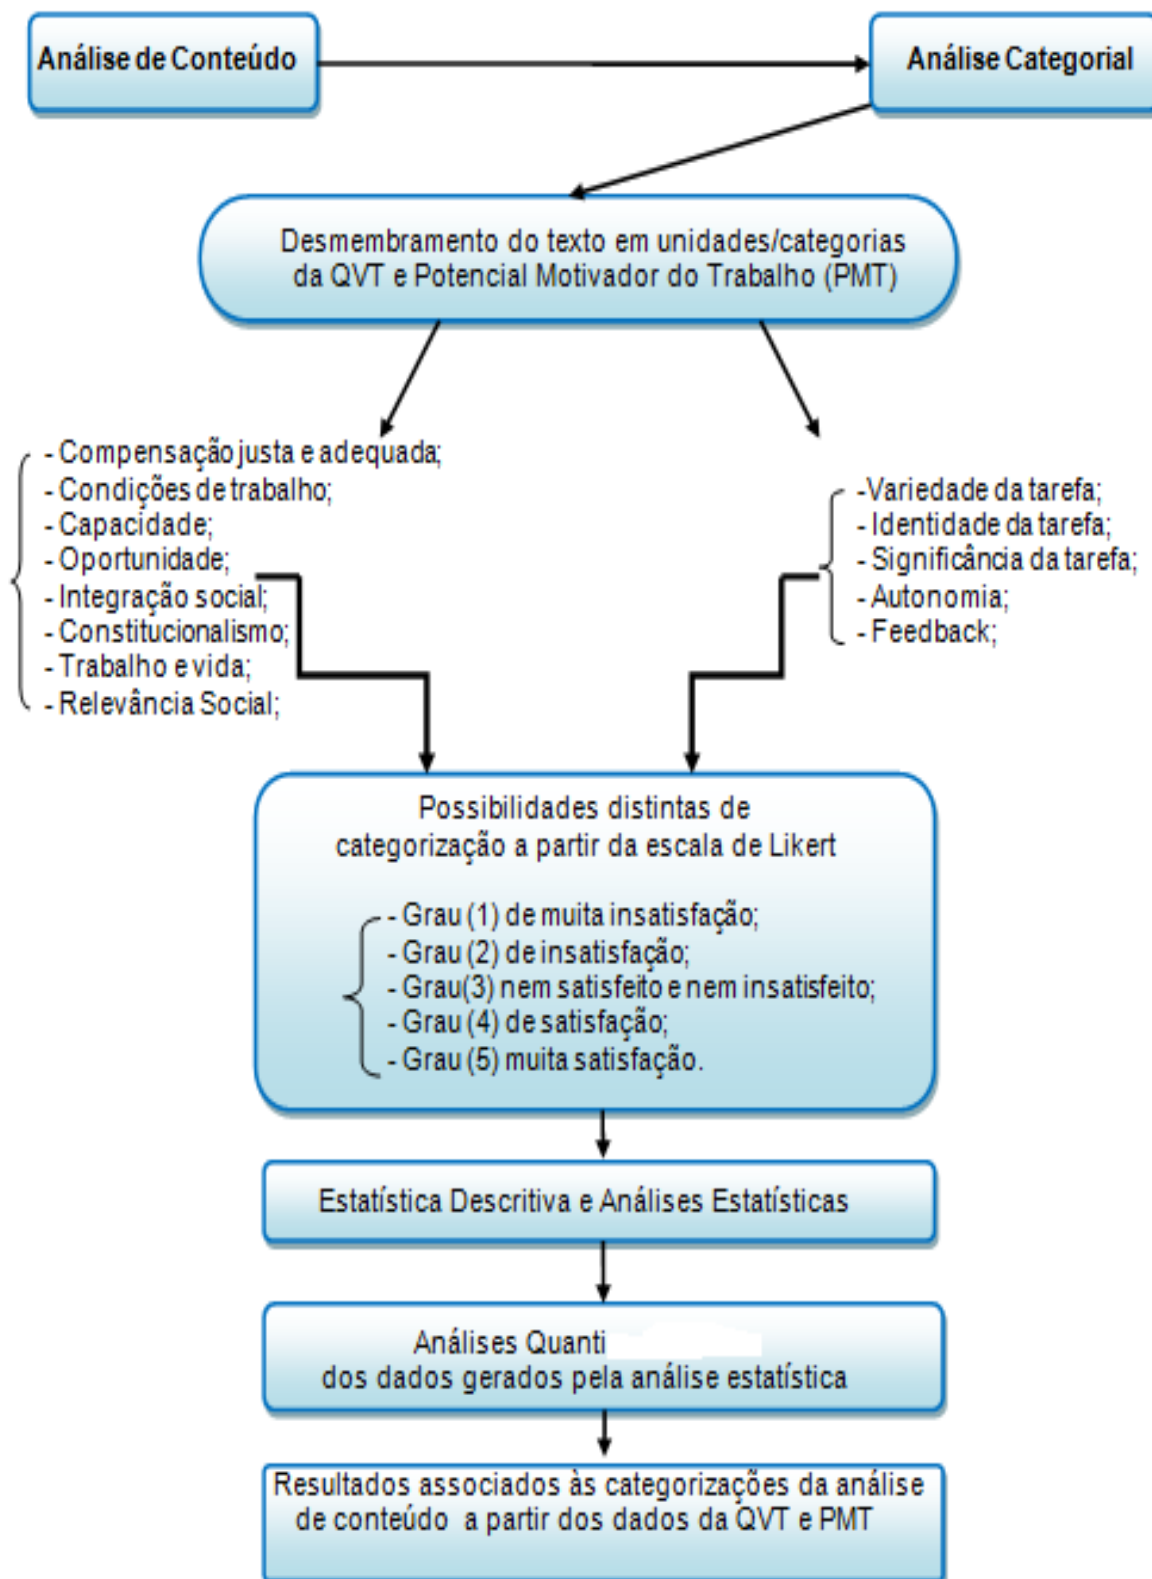 Análise de Conteúdo
Análise Categorial
Desmembramento do texto em unidades/categorias
da QVT e Potencial Motivador do Trabalho (PMT)
- Compensação justa e adequada;
- Condições de trabalho;
- Capacidade;
- Oportunidade;
- Integração social;
- Constitucionalismo;
- Trabalho e vida;
- Relevância Social;
-Variedade da tarefa;
- Identidade da tarefa;
- Significância da tarefa;
- Autonomia;
- Feedback;
Possibilidades distintas de
categorização a partir da escala de Likert
- Grau (1) de muita insatisfação;
- Grau (2) de insatisfação;
- Grau(3) nem satisfeito e nem insatisfeito;
- Grau (4) de satisfação;
- Grau (5) muita satisfação.
Estatística Descritiva e Análises Estatísticas
Análises Quanti
dos dados gerados pela análise estatística
Resultados associados às categorizações da análise
de conteúdo a partir dos dados da QVT e PMT